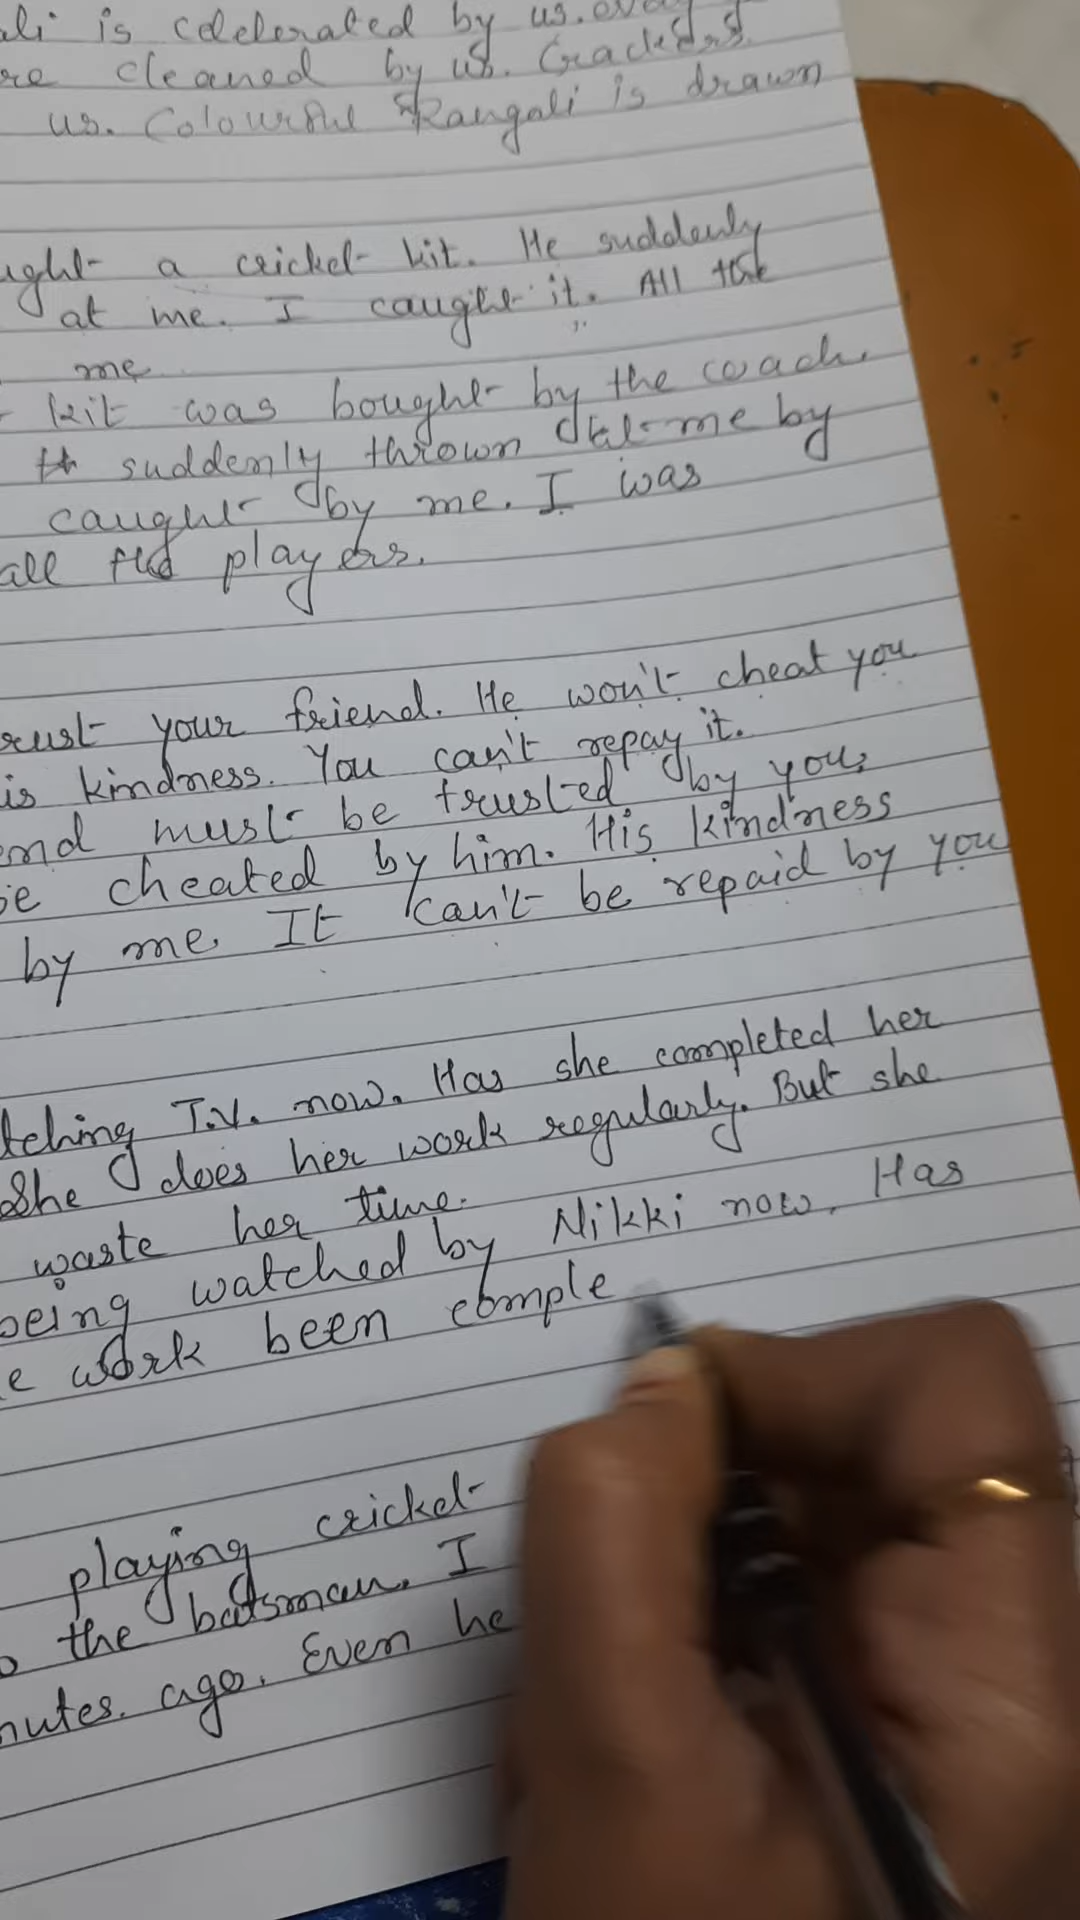 is celebrated by us.
cleaned by us. Crackers
us. Colourful Rangali is drawn
a cricket kit. He suddenly
at me. I caught it. All the
me
kit was bought by the coach.
suddenly thrown at me by
caught by me. I was
all the players.
your friend. He won't cheat you
is kindness. You can't repay it.
must be trusted by you.
cheated by him. His kindness
by me. It can't be repaid by you
T.V. now. Has she completed her
She does her work regularly. But she
waste her time.
being watched by Nikki now. Has
work been comple
playing cricket
the batsman. I
ago. Even he